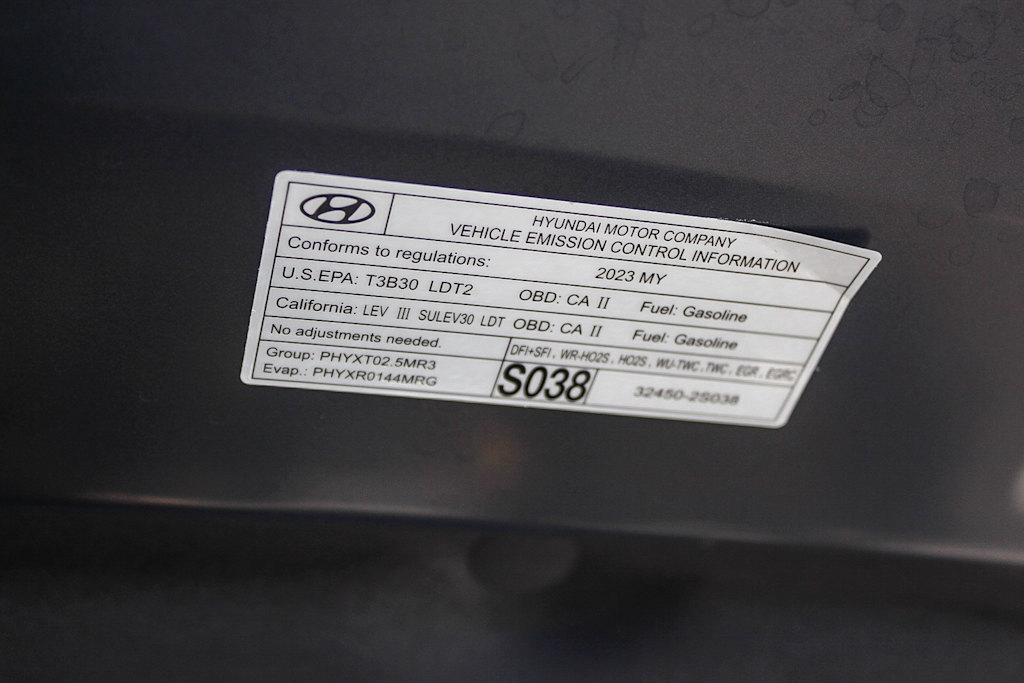 HYUNDAI MOTOR COMPANY
VEHICLE EMISSION CONTROL INFORMATION
Conforms to regulations: 2023 MY
U.S.EPA: T3B30 LDT2 OBD: CA II Fuel: Gasoline
California: LEV III SULEV30 LDT OBD: CA II Fuel: Gasoline
No adjustments needed.
DFI+SFI, WR-HO2S, HO2S, WU-TWC, TWC, EGR, EGRC
Group: PHYXT02.5MR3
Evap.: PHYXR0144MRG
S038
32450-2S038